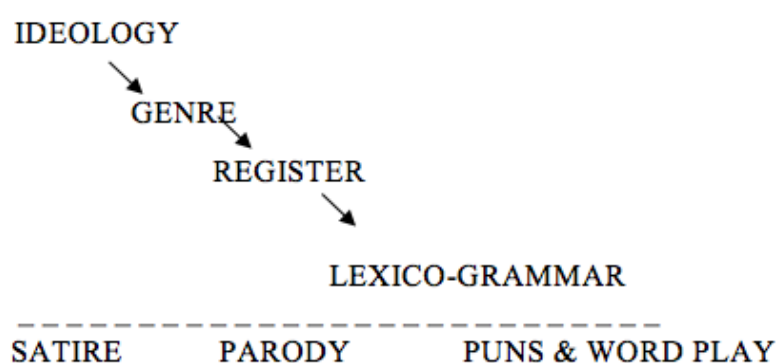 IDEOLOGY
GENRE
REGISTER
LEXICO-GRAMMAR
SATIRE PARODY PUNS & WORD PLAY